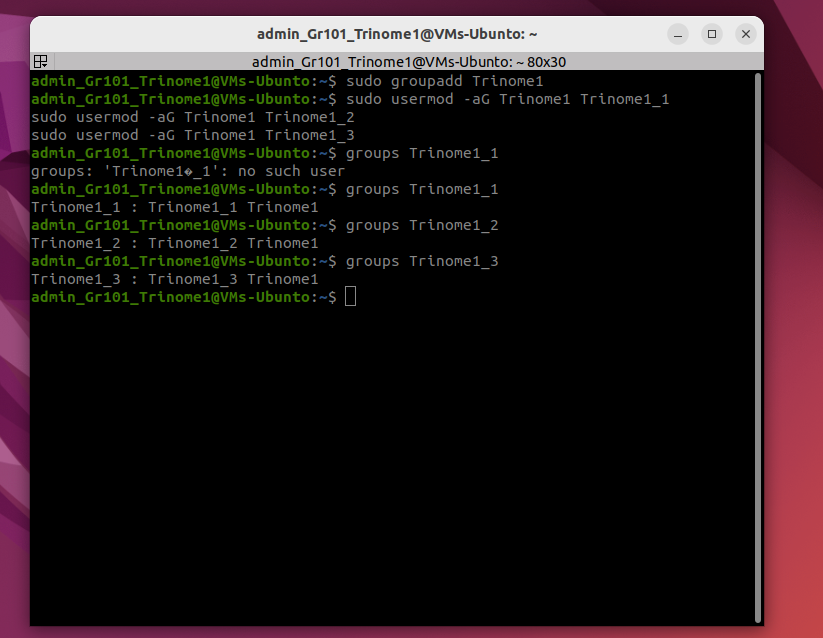 admin_Gr101_Trinome1@VMs-Ubunto: ~
admin_Gr101_Trinome1@VMs-Ubunto: ~ 80x30
admin_Gr101_Trinome1@VMs-Ubunto:~$ sudo groupadd Trinome1
admin_Gr101_Trinome1@VMs-Ubunto:~$ sudo usermod -aG Trinome1 Trinome1_1
sudo usermod -aG Trinome1 Trinome1_2
sudo usermod -aG Trinome1 Trinome1_3
admin_Gr101_Trinome1@VMs-Ubunto:~$ groups Trinome1_1
groups: 'Trinome1�_1': no such user
admin_Gr101_Trinome1@VMs-Ubunto:~$ groups Trinome1_1
Trinome1_1 : Trinome1_1 Trinome1
admin_Gr101_Trinome1@VMs-Ubunto:~$ groups Trinome1_2
Trinome1_2 : Trinome1_2 Trinome1
admin_Gr101_Trinome1@VMs-Ubunto:~$ groups Trinome1_3
Trinome1_3 : Trinome1_3 Trinome1
admin_Gr101_Trinome1@VMs-Ubunto:~$